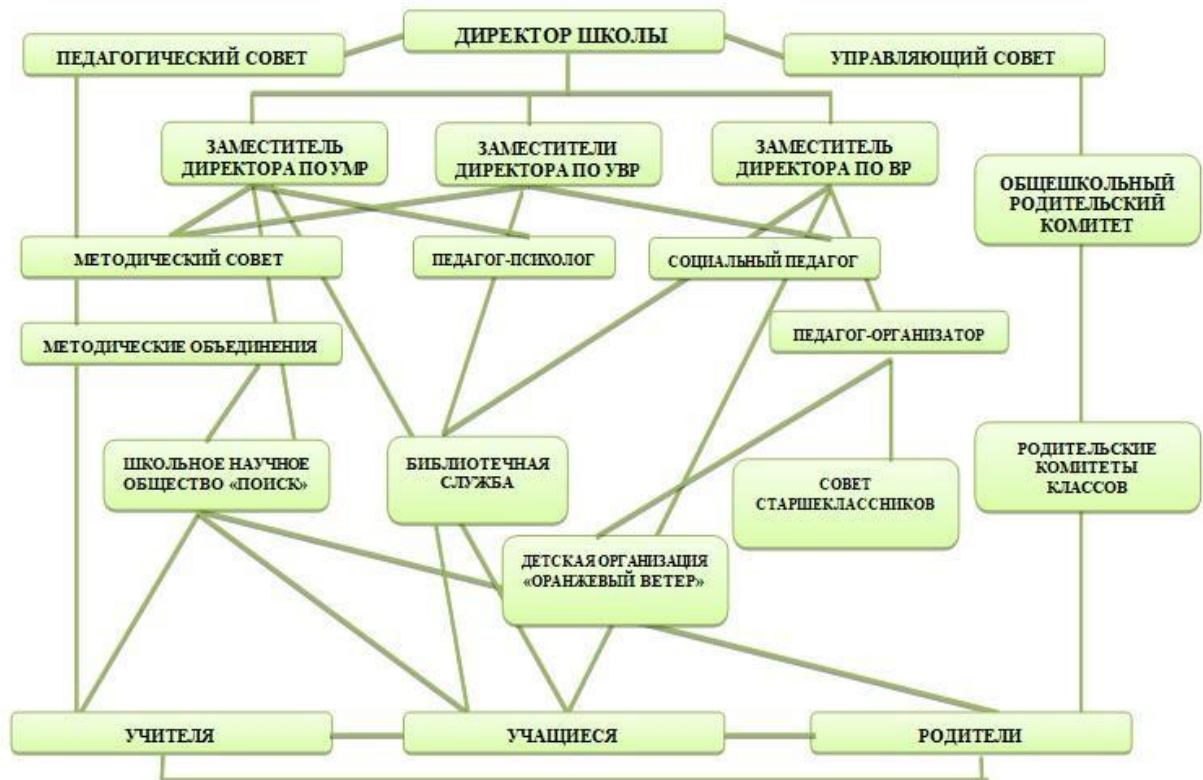 ДИРЕКТОР ШКОЛЫ
ПЕДАГОГИЧЕСКИЙ СОВЕТ
УПРАВЛЯЮЩИЙ СОВЕТ
ЗАМЕСТИТЕЛЬ
ДИРЕКТОРА ПО УМР
ЗАМЕСТИТЕЛИ
ДИРЕКТОРА ПО УВР
ЗАМЕСТИТЕЛЬ
ДИРЕКТОРА ПО ВР
ОБЩЕШКОЛЬНЫЙ
РОДИТЕЛЬСКИЙ
КОМИТЕТ
МЕТОДИЧЕСКИЙ СОВЕТ
ПЕДАГОГ-ПСИХОЛОГ
СОЦИАЛЬНЫЙ ПЕДАГОГ
МЕТОДИЧЕСКИЕ ОБЪЕДИНЕНИЯ
ПЕДАГОГ-ОРГАНИЗАТОР
ШКОЛЬНОЕ НАУЧНОЕ
ОБЩЕСТВО «ПОИСК»
БИБЛИОТЕЧНАЯ
СЛУЖБА
СОВЕТ
СТАРШЕКЛАССНИКОВ
РОДИТЕЛЬСКИЕ
КОМИТЕТЫ
КЛАССОВ
ДЕТСКАЯ ОРГАНИЗАЦИЯ
«ОРАНЖЕВЫЙ ВЕТЕР»
УЧИТЕЛЯ
УЧАЩИЕСЯ
РОДИТЕЛИ